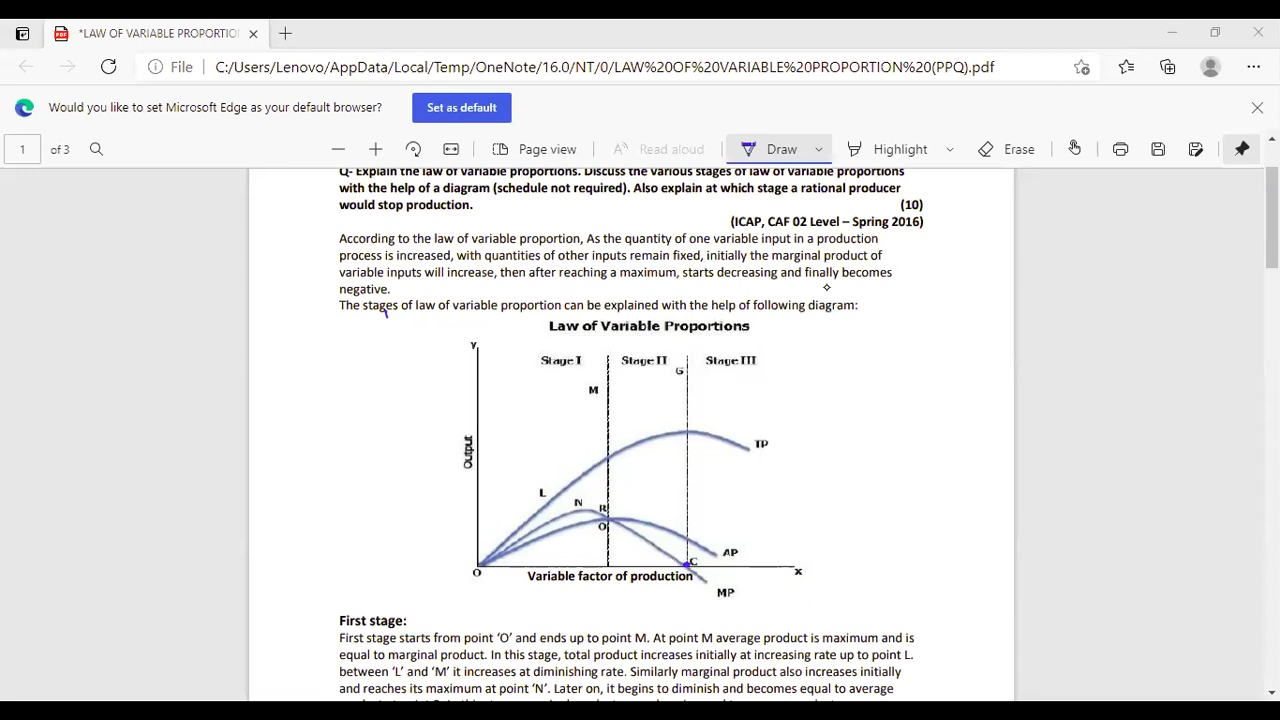 *LAW OF VARIABLE PROPORTION
File C:/Users/Lenovo/AppData/Local/Temp/OneNote/16.0/NT/0/LAW%20OF%20VARIABLE%20PROPORTION%20(PPQ).pdf
Would you like to set Microsoft Edge as your default browser? Set as default
1 of 3 Page view Read aloud Draw Highlight Erase
Q- Explain the law of variable proportions. Discuss the various stages of law of variable proportions
with the help of a diagram (schedule not required). Also explain at which stage a rational producer
would stop production. (10)
(ICAP, CAF 02 Level – Spring 2016)
According to the law of variable proportion, As the quantity of one variable input in a production
process is increased, with quantities of other inputs remain fixed, initially the marginal product of
variable inputs will increase, then after reaching a maximum, starts decreasing and finally becomes
negative.
The stages of law of variable proportion can be explained with the help of following diagram:
Law of Variable Proportions
Y
Stage I Stage II Stage III
G
M
TP
Output
L
N R
O
AP
C
O Variable factor of production x
MP
First stage:
First stage starts from point ‘O’ and ends up to point M. At point M average product is maximum and is
equal to marginal product. In this stage, total product increases initially at increasing rate up to point L.
between ‘L’ and ‘M’ it increases at diminishing rate. Similarly marginal product also increases initially
and reaches its maximum at point ‘N’. Later on, it begins to diminish and becomes equal to average